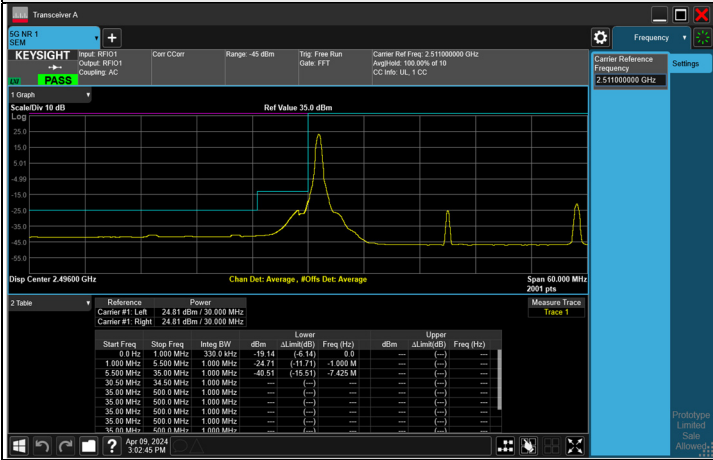 Transceiver A
5G NR 1
SEM
Frequency
KEYSIGHT
Input: RFIO1
Output: RFIO1
Coupling: AC
Corr CCorr
Range: -45 dBm
Trig: Free Run
Gate: FFT
Carrier Ref Freq: 2.511000000 GHz
Avg|Hold: 100.00% of 10
CC Info: UL, 1 CC
PASS
Carrier Reference
Frequency
2.511000000 GHz
Settings
1 Graph
Scale/Div 10 dB
Ref Value 35.0 dBm
Log
25.0
15.0
5.01
-4.99
-15.0
-25.0
-35.0
-45.0
-55.0
Disp Center 2.49600 GHz
Chan Det: Average, #Offs Det: Average
Span 60.000 MHz
2001 pts
2 Table
Reference Power
Carrier #1: Left 24.81 dBm / 30.000 MHz
Carrier #1: Right 24.81 dBm / 30.000 MHz
Measure Trace
Trace 1
Lower Upper
Start Freq Stop Freq Integ BW dBm ΔLimit(dB) Freq (Hz) dBm ΔLimit(dB) Freq (Hz)
0.0 Hz 1.000 MHz 330.0 kHz -19.14 (-6.14) 0.0 --- (---) ---
1.000 MHz 5.500 MHz 1.000 MHz -24.71 (-11.71) -1.000 M --- (---) ---
5.500 MHz 35.00 MHz 1.000 MHz -40.51 (-15.51) -7.425 M --- (---) ---
30.50 MHz 34.50 MHz 1.000 MHz --- (---) --- --- (---) ---
35.00 MHz 500.0 MHz 1.000 MHz --- (---) --- --- (---) ---
35.00 MHz 500.0 MHz 1.000 MHz --- (---) --- --- (---) ---
35.00 MHz 500.0 MHz 1.000 MHz --- (---) --- --- (---) ---
35.00 MHz 500.0 MHz 1.000 MHz --- (---) --- --- (---) ---
35.00 MHz 500.0 MHz 1.000 MHz --- (---) --- --- (---) ---
Prototype
Limited
Sale
Allowed
Apr 09, 2024
3:02:45 PM